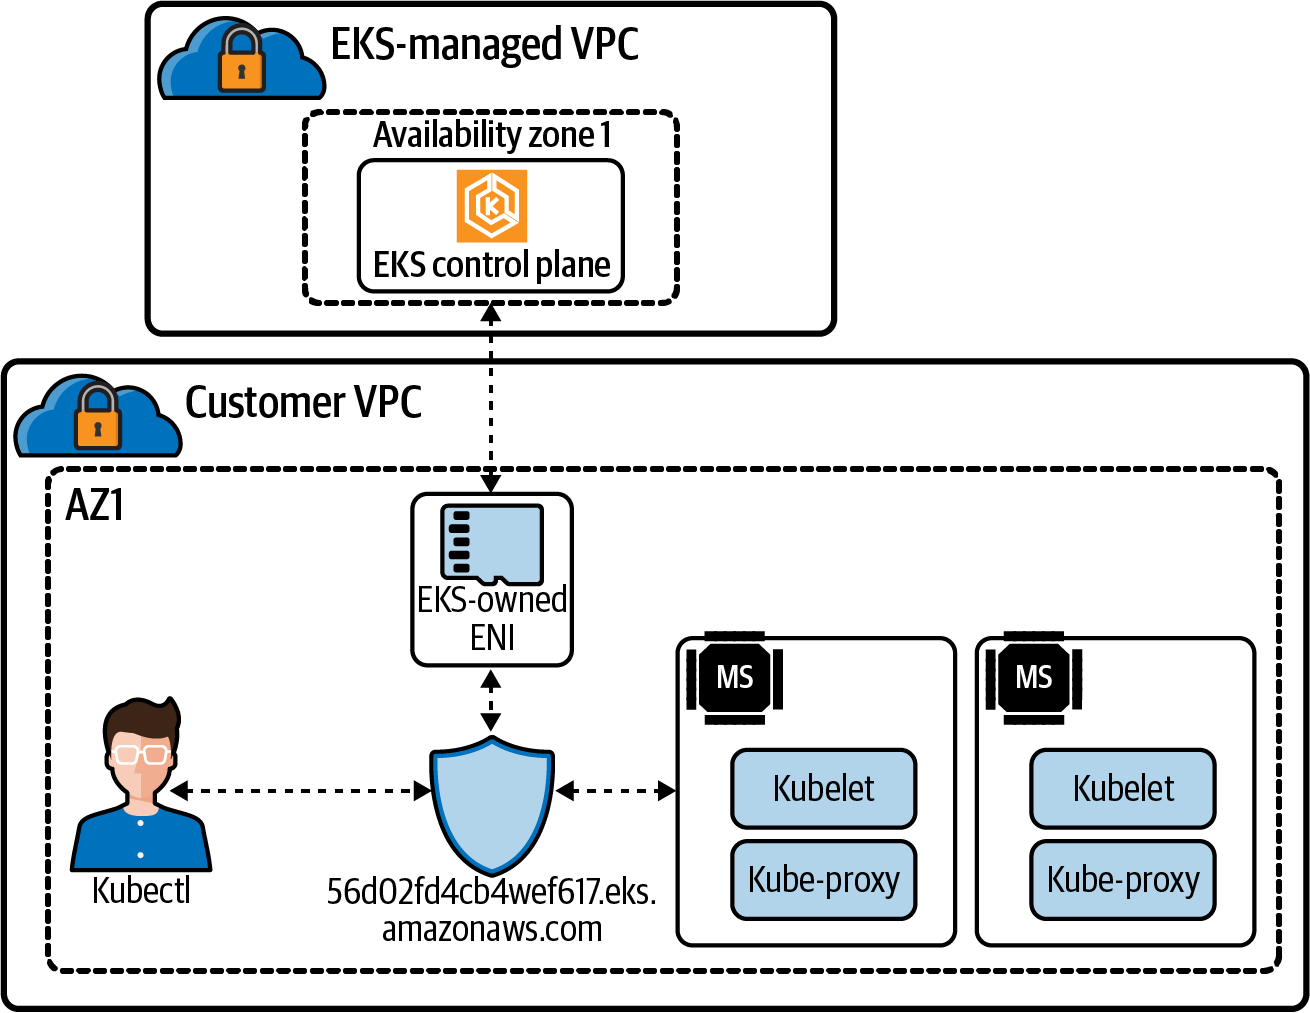 EKS-managed VPC
Availability zone 1
K
EKS control plane
Customer VPC
AZ1
EKS-owned
ENI
MS
MS
Kubelet
Kubelet
Kube-proxy
Kube-proxy
Kubectl
56d02fd4cb4wef617.eks.
amazonaws.com